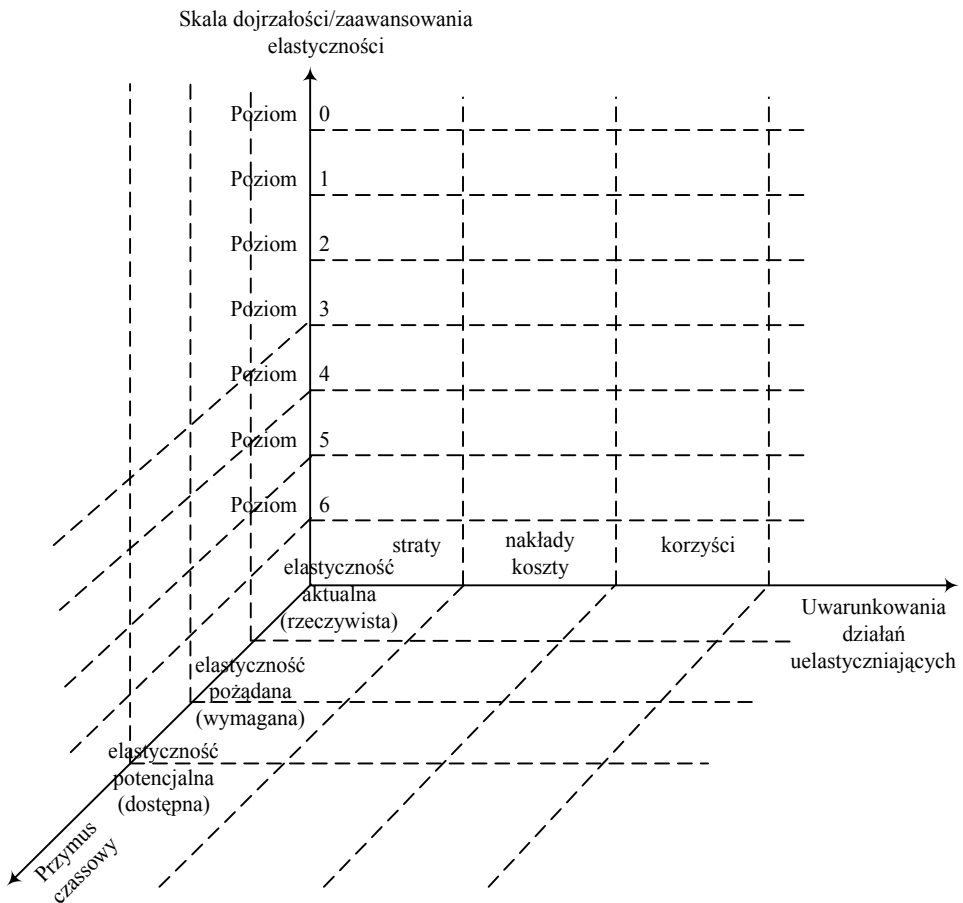 Skala dojrzałości/zaawansowania
elastyczności
Poziom 0
Poziom 1
Poziom 2
Poziom 3
Poziom 4
Poziom 5
Poziom 6
straty
nakłady
koszty
korzyści
elastyczność
aktualna
(rzeczywista)
Uwarunkowania
działań
uelastyczniających
elastyczność
pożądana
(wymagana)
elastyczność
potencjalna
(dostępna)
Przymus
czassowy